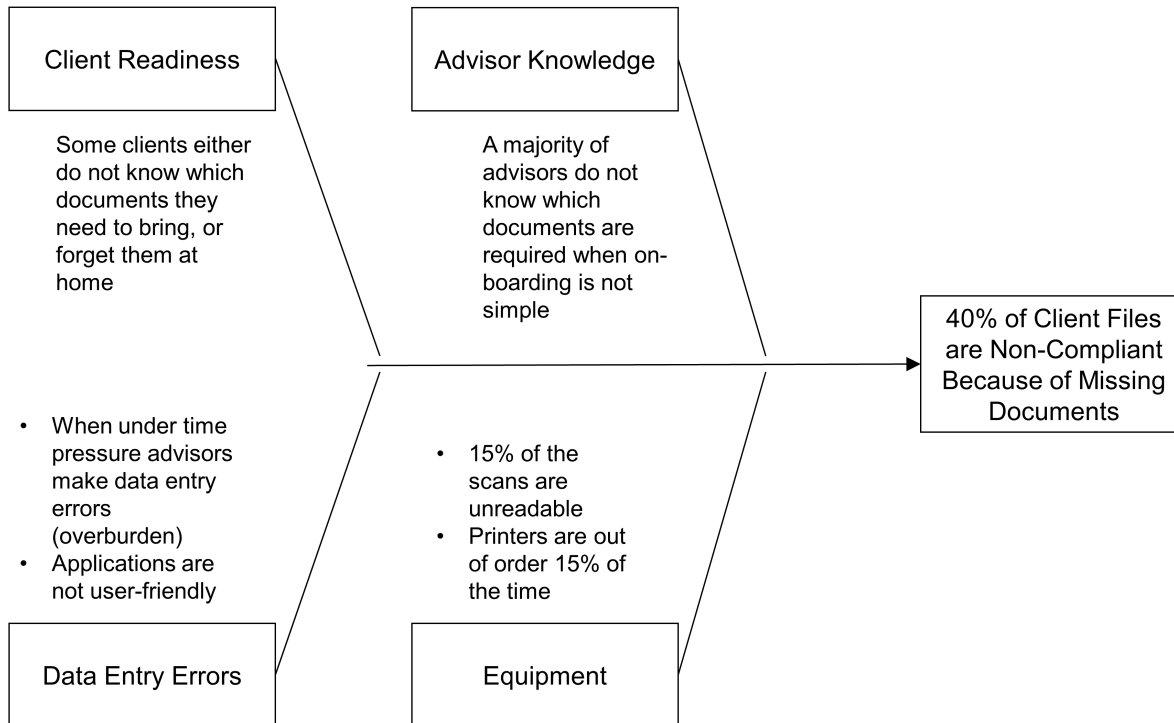 Client Readiness
Some clients either
do not know which
documents they
need to bring, or
forget them at
home
Advisor Knowledge
A majority of
advisors do not
know which
documents are
required when on-
boarding is not
simple
40% of Client Files
are Non-Compliant
Because of Missing
Documents
• When under time
pressure advisors
make data entry
errors
(overburden)
• Applications are
not user-friendly
Data Entry Errors
• 15% of the
scans are
unreadable
• Printers are out
of order 15% of
the time
Equipment